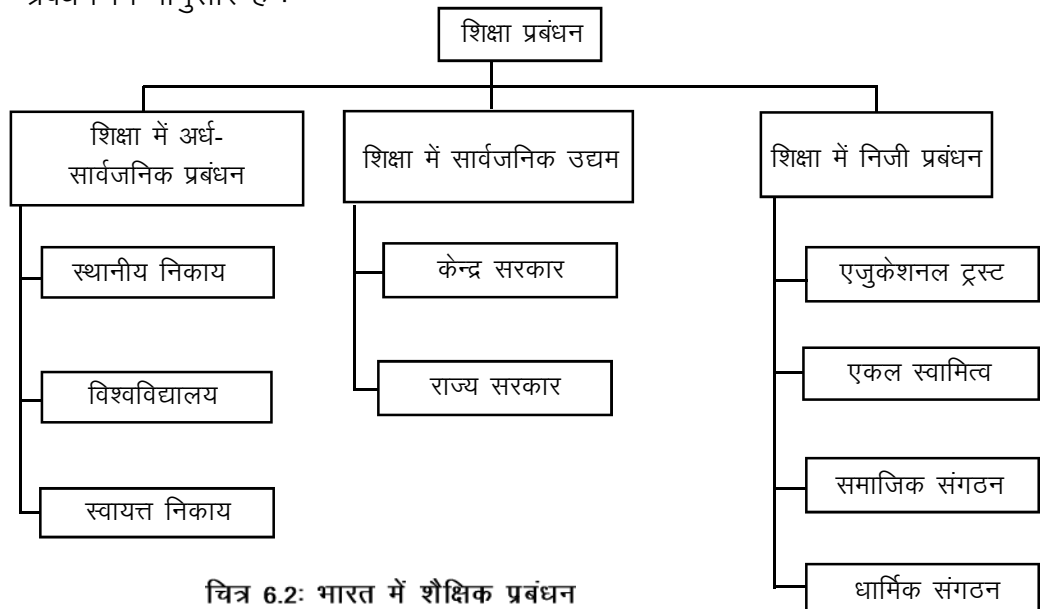 शिक्षा प्रबंधन
शिक्षा में अर्ध-
सार्वजनिक प्रबंधन
स्थानीय निकाय
विश्वविद्यालय
स्वायत्त निकाय
शिक्षा में सार्वजनिक उद्यम
केन्द्र सरकार
राज्य सरकार
शिक्षा में निजी प्रबंधन
एजुकेशनल ट्रस्ट
एकल स्वामित्व
समाजिक संगठन
धार्मिक संगठन
चित्र 6.2: भारत में शैक्षिक प्रबंधन